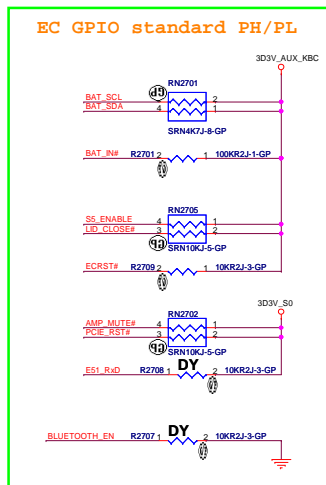 EC GPIO standard PH/PL
3D3V_AUX_KBC
RN2701
BAT_SCL 3 2
BAT_SDA 4 1
SRN4K7J-8-GP
BAT_IN# R2701 2 1 100KR2J-1-GP
RN2705
S5_ENABLE 4 1
LID_CLOSE# 3 2
SRN10KJ-5-GP
ECRST# R2709 2 1 10KR2J-3-GP
3D3V_S0
RN2702
AMP_MUTE# 4 1
PCIE_RST# 3 2
SRN10KJ-5-GP
DY
E51_RxD R2708 1 2 10KR2J-3-GP
DY
BLUETOOTH_EN R2707 1 2 10KR2J-3-GP